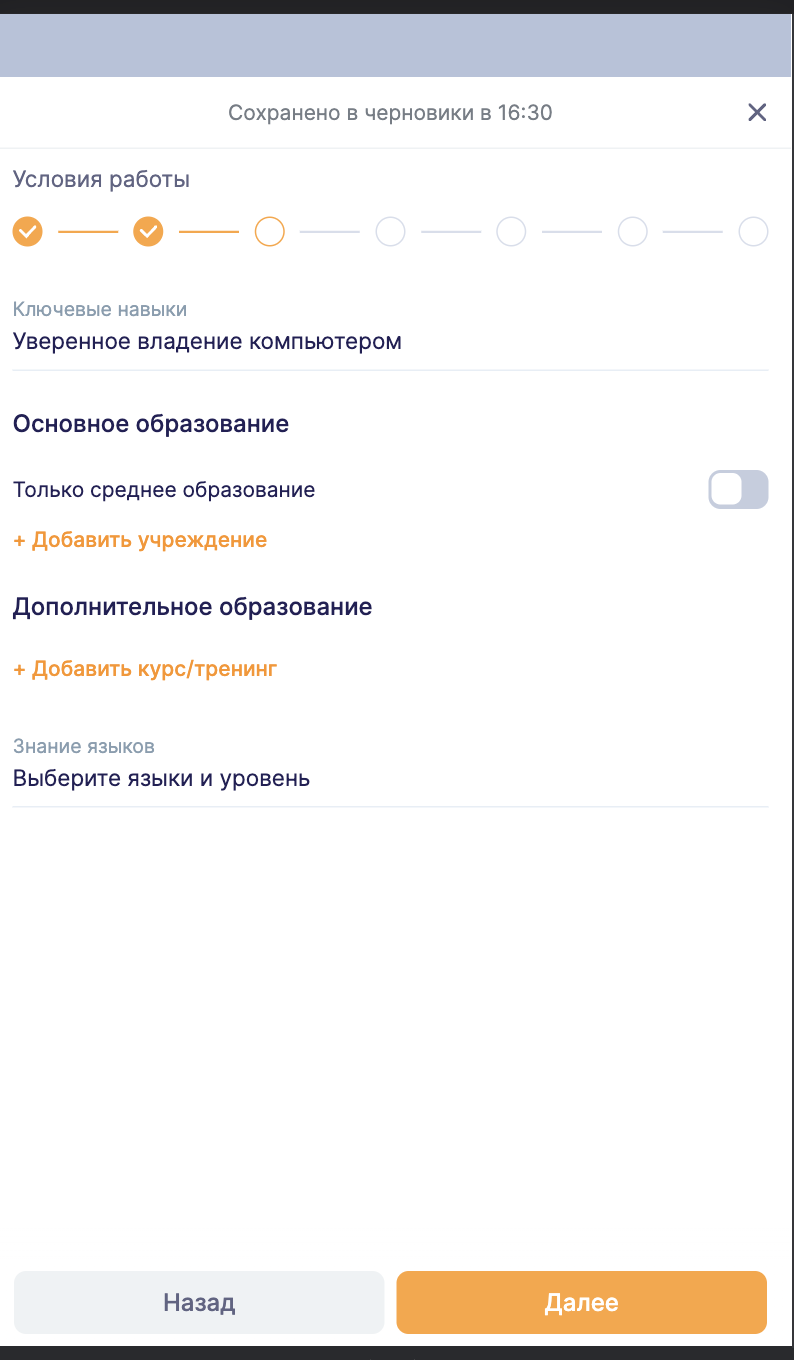 Сохранено в черновики в 16:30
Условия работы
Ключевые навыки
Уверенное владение компьютером
Основное образование
Только среднее образование
+ Добавить учреждение
Дополнительное образование
+ Добавить курс/тренинг
Знание языков
Выберите языки и уровень
Назад
Далее